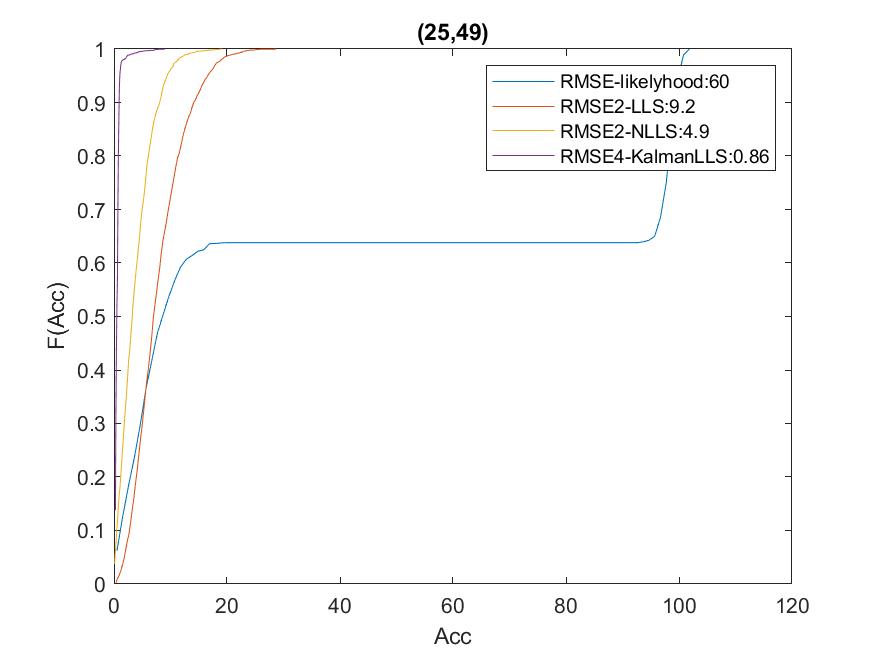 (25,49)
1
0.9
0.8
0.7
0.6
0.5
0.4
0.3
0.2
0.1
0
F(Acc)
RMSE-likelyhood:60
RMSE2-LLS:9.2
RMSE2-NLLS:4.9
RMSE4-KalmanLLS:0.86
0 20 40 60 80 100 120
Acc